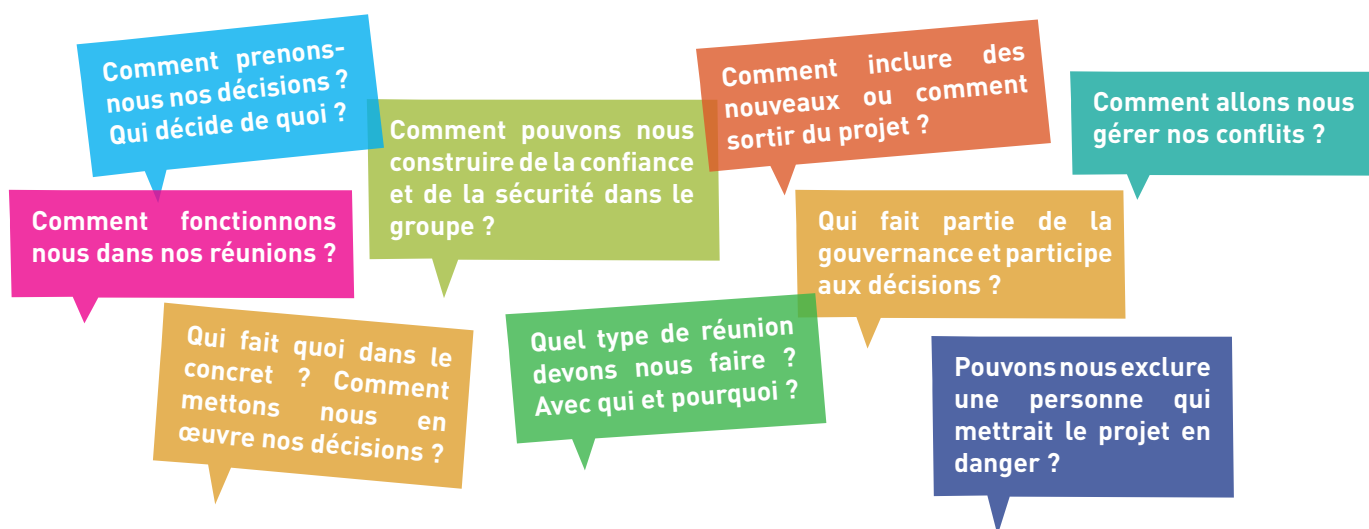 Comment prenons-
nous nos décisions ?
Qui décide de quoi ?
Comment pouvons nous
construire de la confiance
et de la sécurité dans le
groupe ?
Comment inclure des
nouveaux ou comment
sortir du projet ?
Comment allons nous
gérer nos conflits ?
Comment fonctionnons
nous dans nos réunions ?
Qui fait partie de la
gouvernance et participe
aux décisions ?
Qui fait quoi dans le
concret ? Comment
mettons nous en
œuvre nos décisions ?
Quel type de réunion
devons nous faire ?
Avec qui et pourquoi ?
Pouvons nous exclure
une personne qui
mettrait le projet en
danger ?